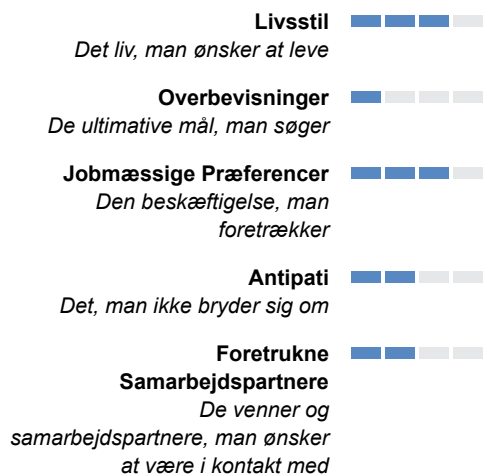 Livsstil
Det liv, man ønsker at leve
Overbevisninger
De ultimative mål, man søger
Jobmæssige Præferencer
Den beskæftigelse, man
foretrækker
Antipati
Det, man ikke bryder sig om
Foretrukne
Samarbejdspartnere
De venner og
samarbejdspartnere, man ønsker
at være i kontakt med